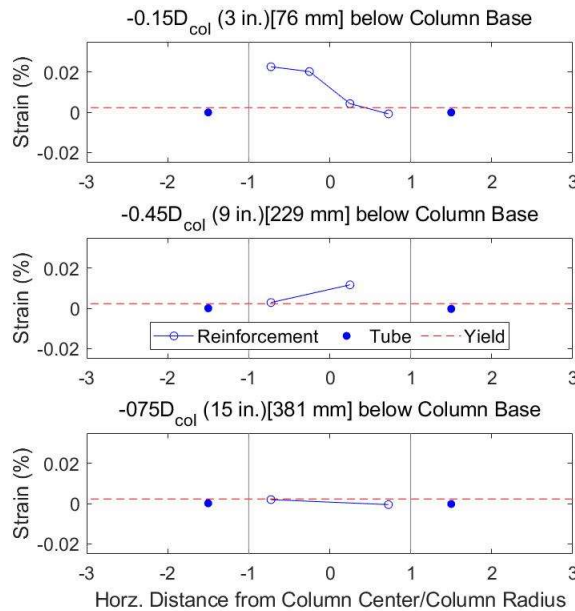 -0.15D_col (3 in.)[76 mm] below Column Base
0.02
0
-0.02
Strain (%)
-3 -2 -1 0 1 2 3
-0.45D_col (9 in.)[229 mm] below Column Base
0.02
0
-0.02
Strain (%)
Reinforcement Tube Yield
-3 -2 -1 0 1 2 3
-075D_col (15 in.)[381 mm] below Column Base
0.02
0
-0.02
Strain (%)
-3 -2 -1 0 1 2 3
Horz. Distance from Column Center/Column Radius